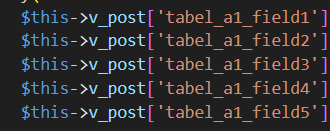 $this->v_post['tabel_a1_field1']
$this->v_post['tabel_a1_field2']
$this->v_post['tabel_a1_field3']
$this->v_post['tabel_a1_field4']
$this->v_post['tabel_a1_field5']